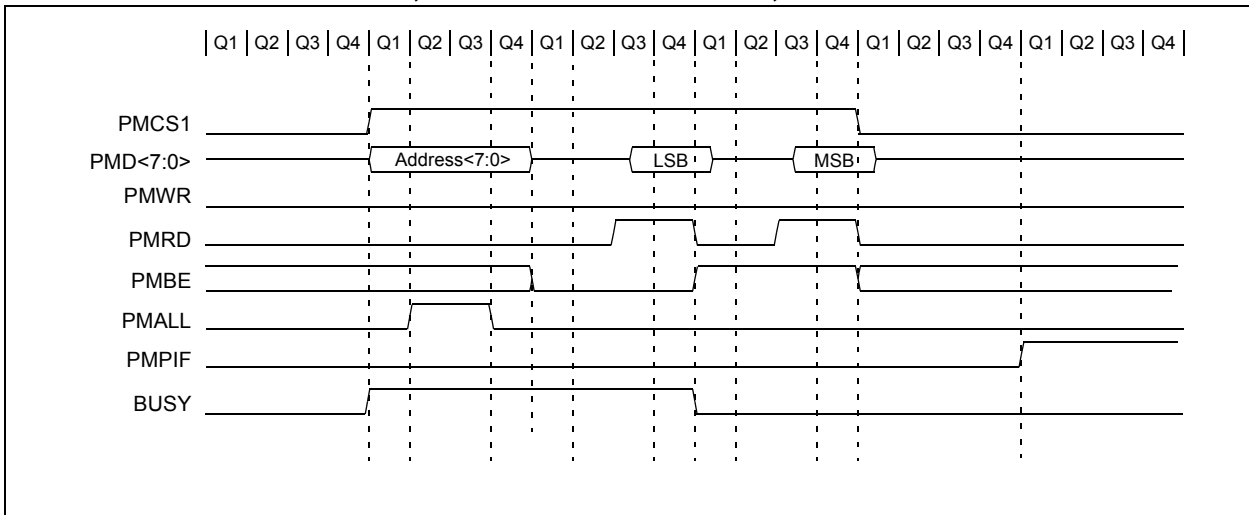 Q1 Q2 Q3 Q4 Q1 Q2 Q3 Q4 Q1 Q2 Q3 Q4 Q1 Q2 Q3 Q4 Q1 Q2 Q3 Q4 Q1 Q2 Q3 Q4
PMCS1
PMD<7:0> Address<7:0> LSB MSB
PMWR
PMRD
PMBE
PMALL
PMPIF
BUSY